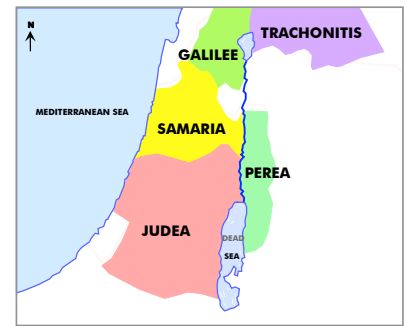 N
TRACHONITIS
GALILEE
MEDITERRANEAN SEA
SAMARIA
PEREA
JUDEA
DEAD
SEA